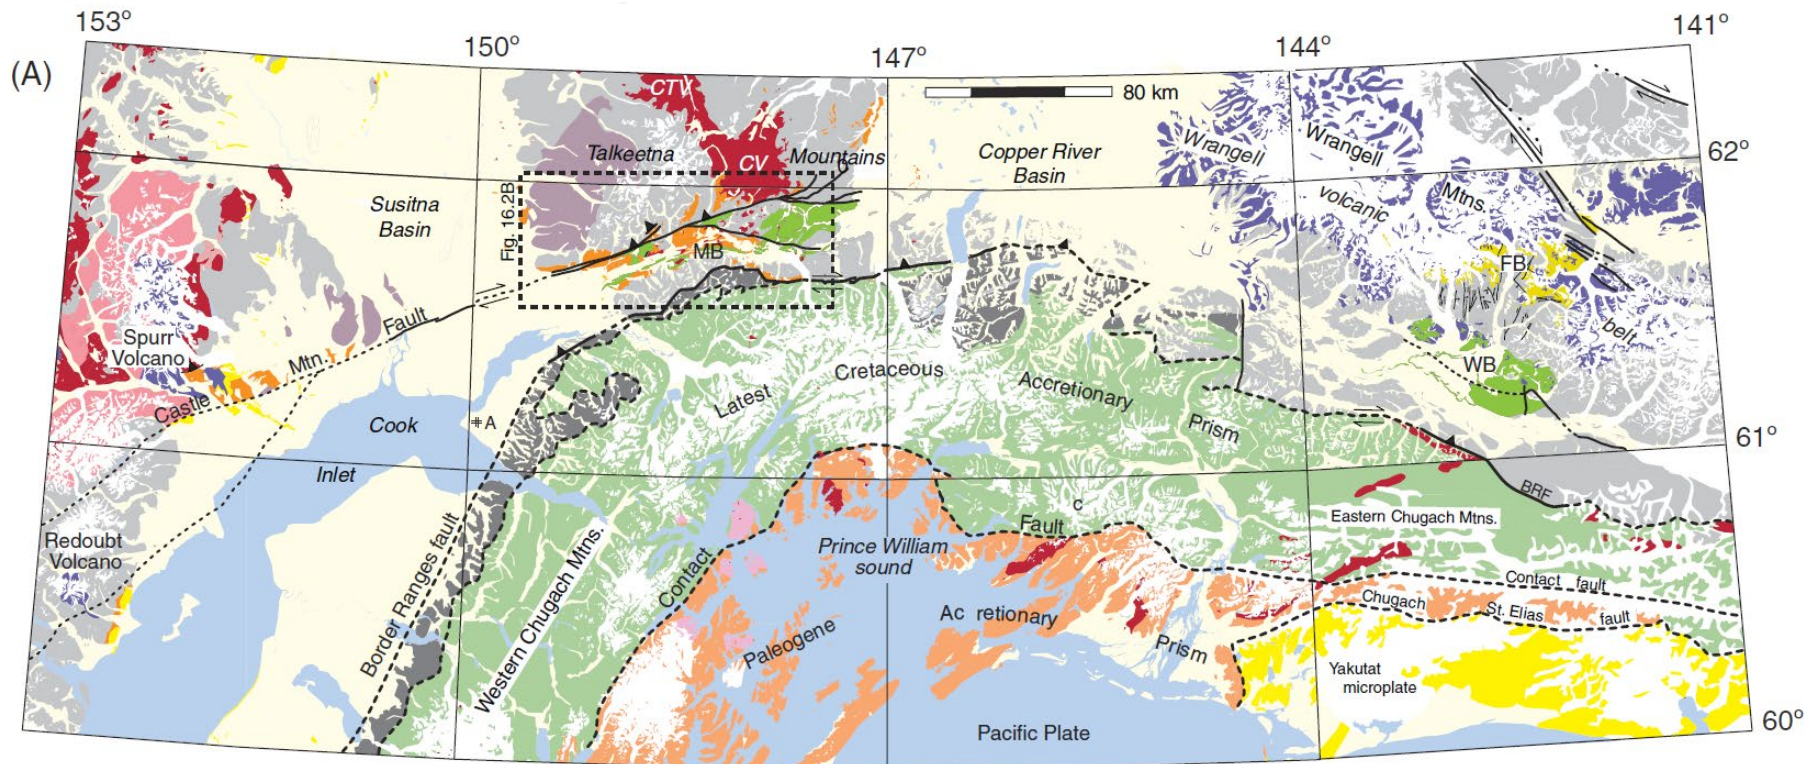 153°
150°
147°
144°
141°
(A)
CTV
80 km
Talkeetna
CV
Mountains
Copper River
Basin
Wrangell
Wrangell
Mtns.
62°
volcanic
Susitna
Basin
Fig. 16.2B
MB
FB
belt
Fault
Spurr
Volcano
Mtn.
Castle
WB
Cretaceous
Latest
Accretionary
Prism
Cook
A
61°
Inlet
BRF
c
Fault
Eastern Chugach Mtns.
Redoubt
Volcano
Prince William
sound
Border Ranges fault
Western Chugach Mtns.
Contact
Contact fault
Chugach
St. Elias
fault
Ac retionary
Paleogene
Prism
Yakutat
microplate
Pacific Plate
60°